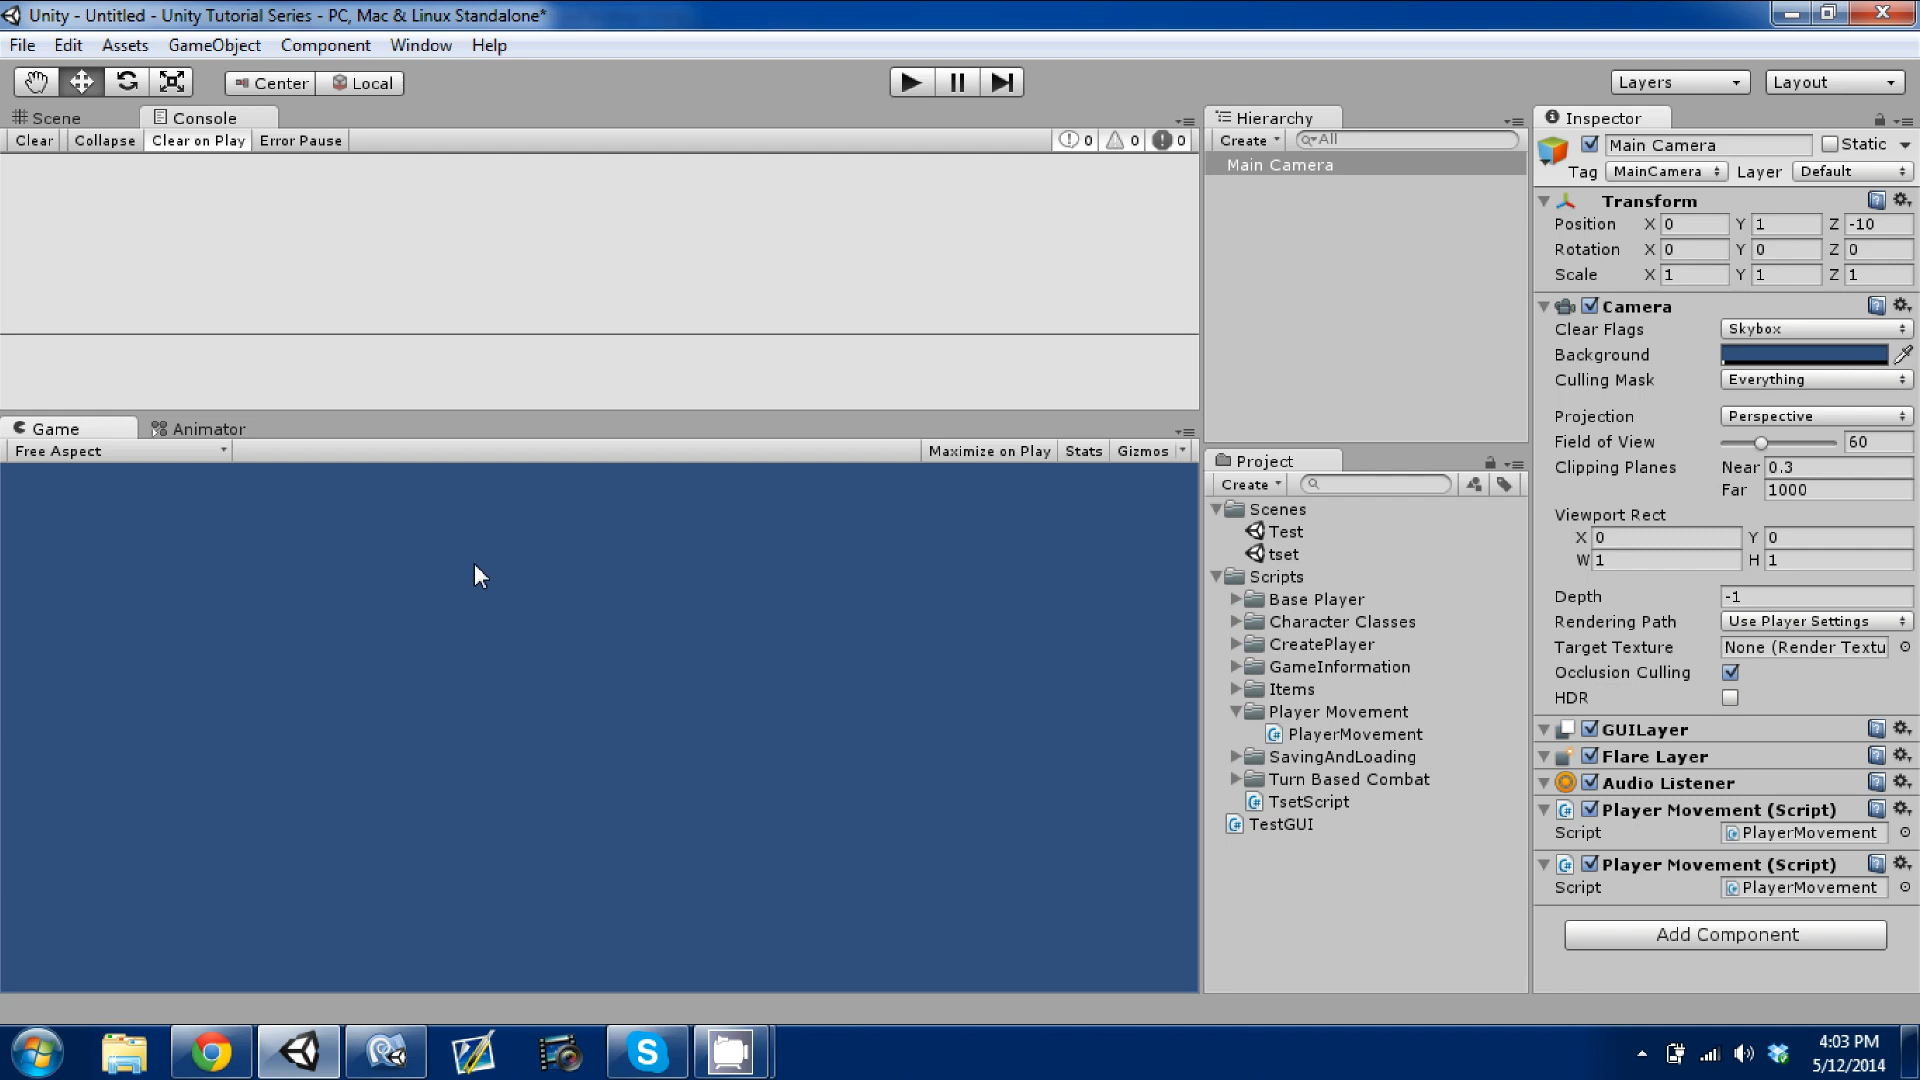 Unity - Untitled - Unity Tutorial Series - PC, Mac & Linux Standalone*
File Edit Assets GameObject Component Window Help
Center Local Layers Layout
Scene Console
Clear Collapse Clear on Play Error Pause 0 0 0
Game Animator
Free Aspect Maximize on Play Stats Gizmos
Hierarchy
Create All
Main Camera
Project
Create
Scenes
Test
tset
Scripts
Base Player
Character Classes
CreatePlayer
GameInformation
Items
Player Movement
PlayerMovement
SavingAndLoading
Turn Based Combat
TsetScript
TestGUI
Inspector
Main Camera Static
Tag MainCamera Layer Default
Transform
Position X 0 Y 1 Z -10
Rotation X 0 Y 0 Z 0
Scale X 1 Y 1 Z 1
Camera
Clear Flags Skybox
Background
Culling Mask Everything
Projection Perspective
Field of View 60
Clipping Planes Near 0.3
Far 1000
Viewport Rect
X 0 Y 0
W 1 H 1
Depth -1
Rendering Path Use Player Settings
Target Texture None (Render Textu
Occlusion Culling
HDR
GUILayer
Flare Layer
Audio Listener
Player Movement (Script)
Script PlayerMovement
Player Movement (Script)
Script PlayerMovement
Add Component
4:03 PM
5/12/2014